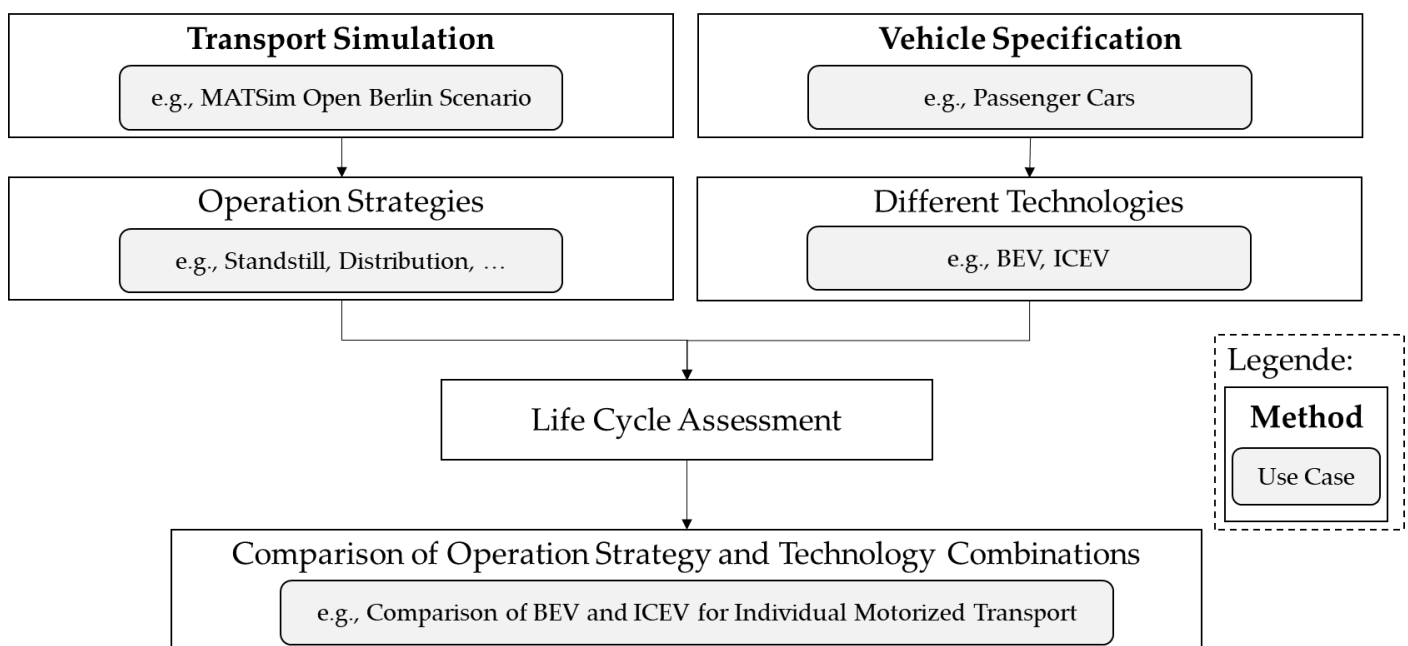 Transport Simulation
e.g., MATSim Open Berlin Scenario
Vehicle Specification
e.g., Passenger Cars
Operation Strategies
e.g., Standstill, Distribution, …
Different Technologies
e.g., BEV, ICEV
Life Cycle Assessment
Comparison of Operation Strategy and Technology Combinations
e.g., Comparison of BEV and ICEV for Individual Motorized Transport
Legende:
Method
Use Case